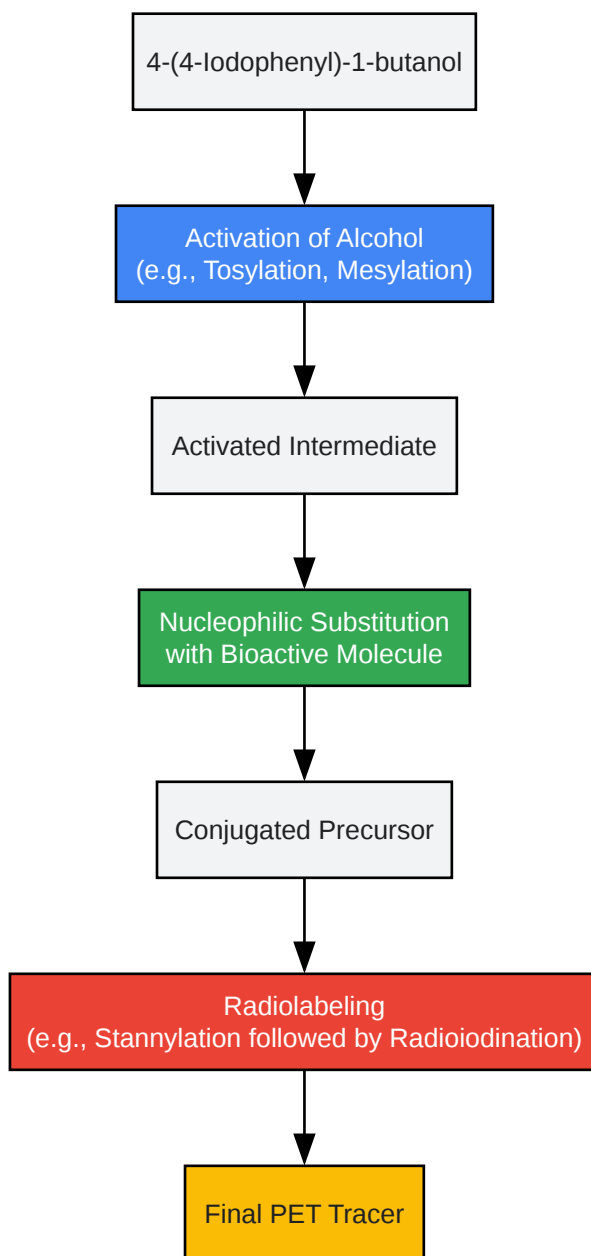 4-(4-Iodophenyl)-1-butanol
Activation of Alcohol
(e.g., Tosylation, Mesylation)
Activated Intermediate
Nucleophilic Substitution
with Bioactive Molecule
Conjugated Precursor
Radiolabeling
(e.g., Stannylation followed by Radioiodination)
Final PET Tracer